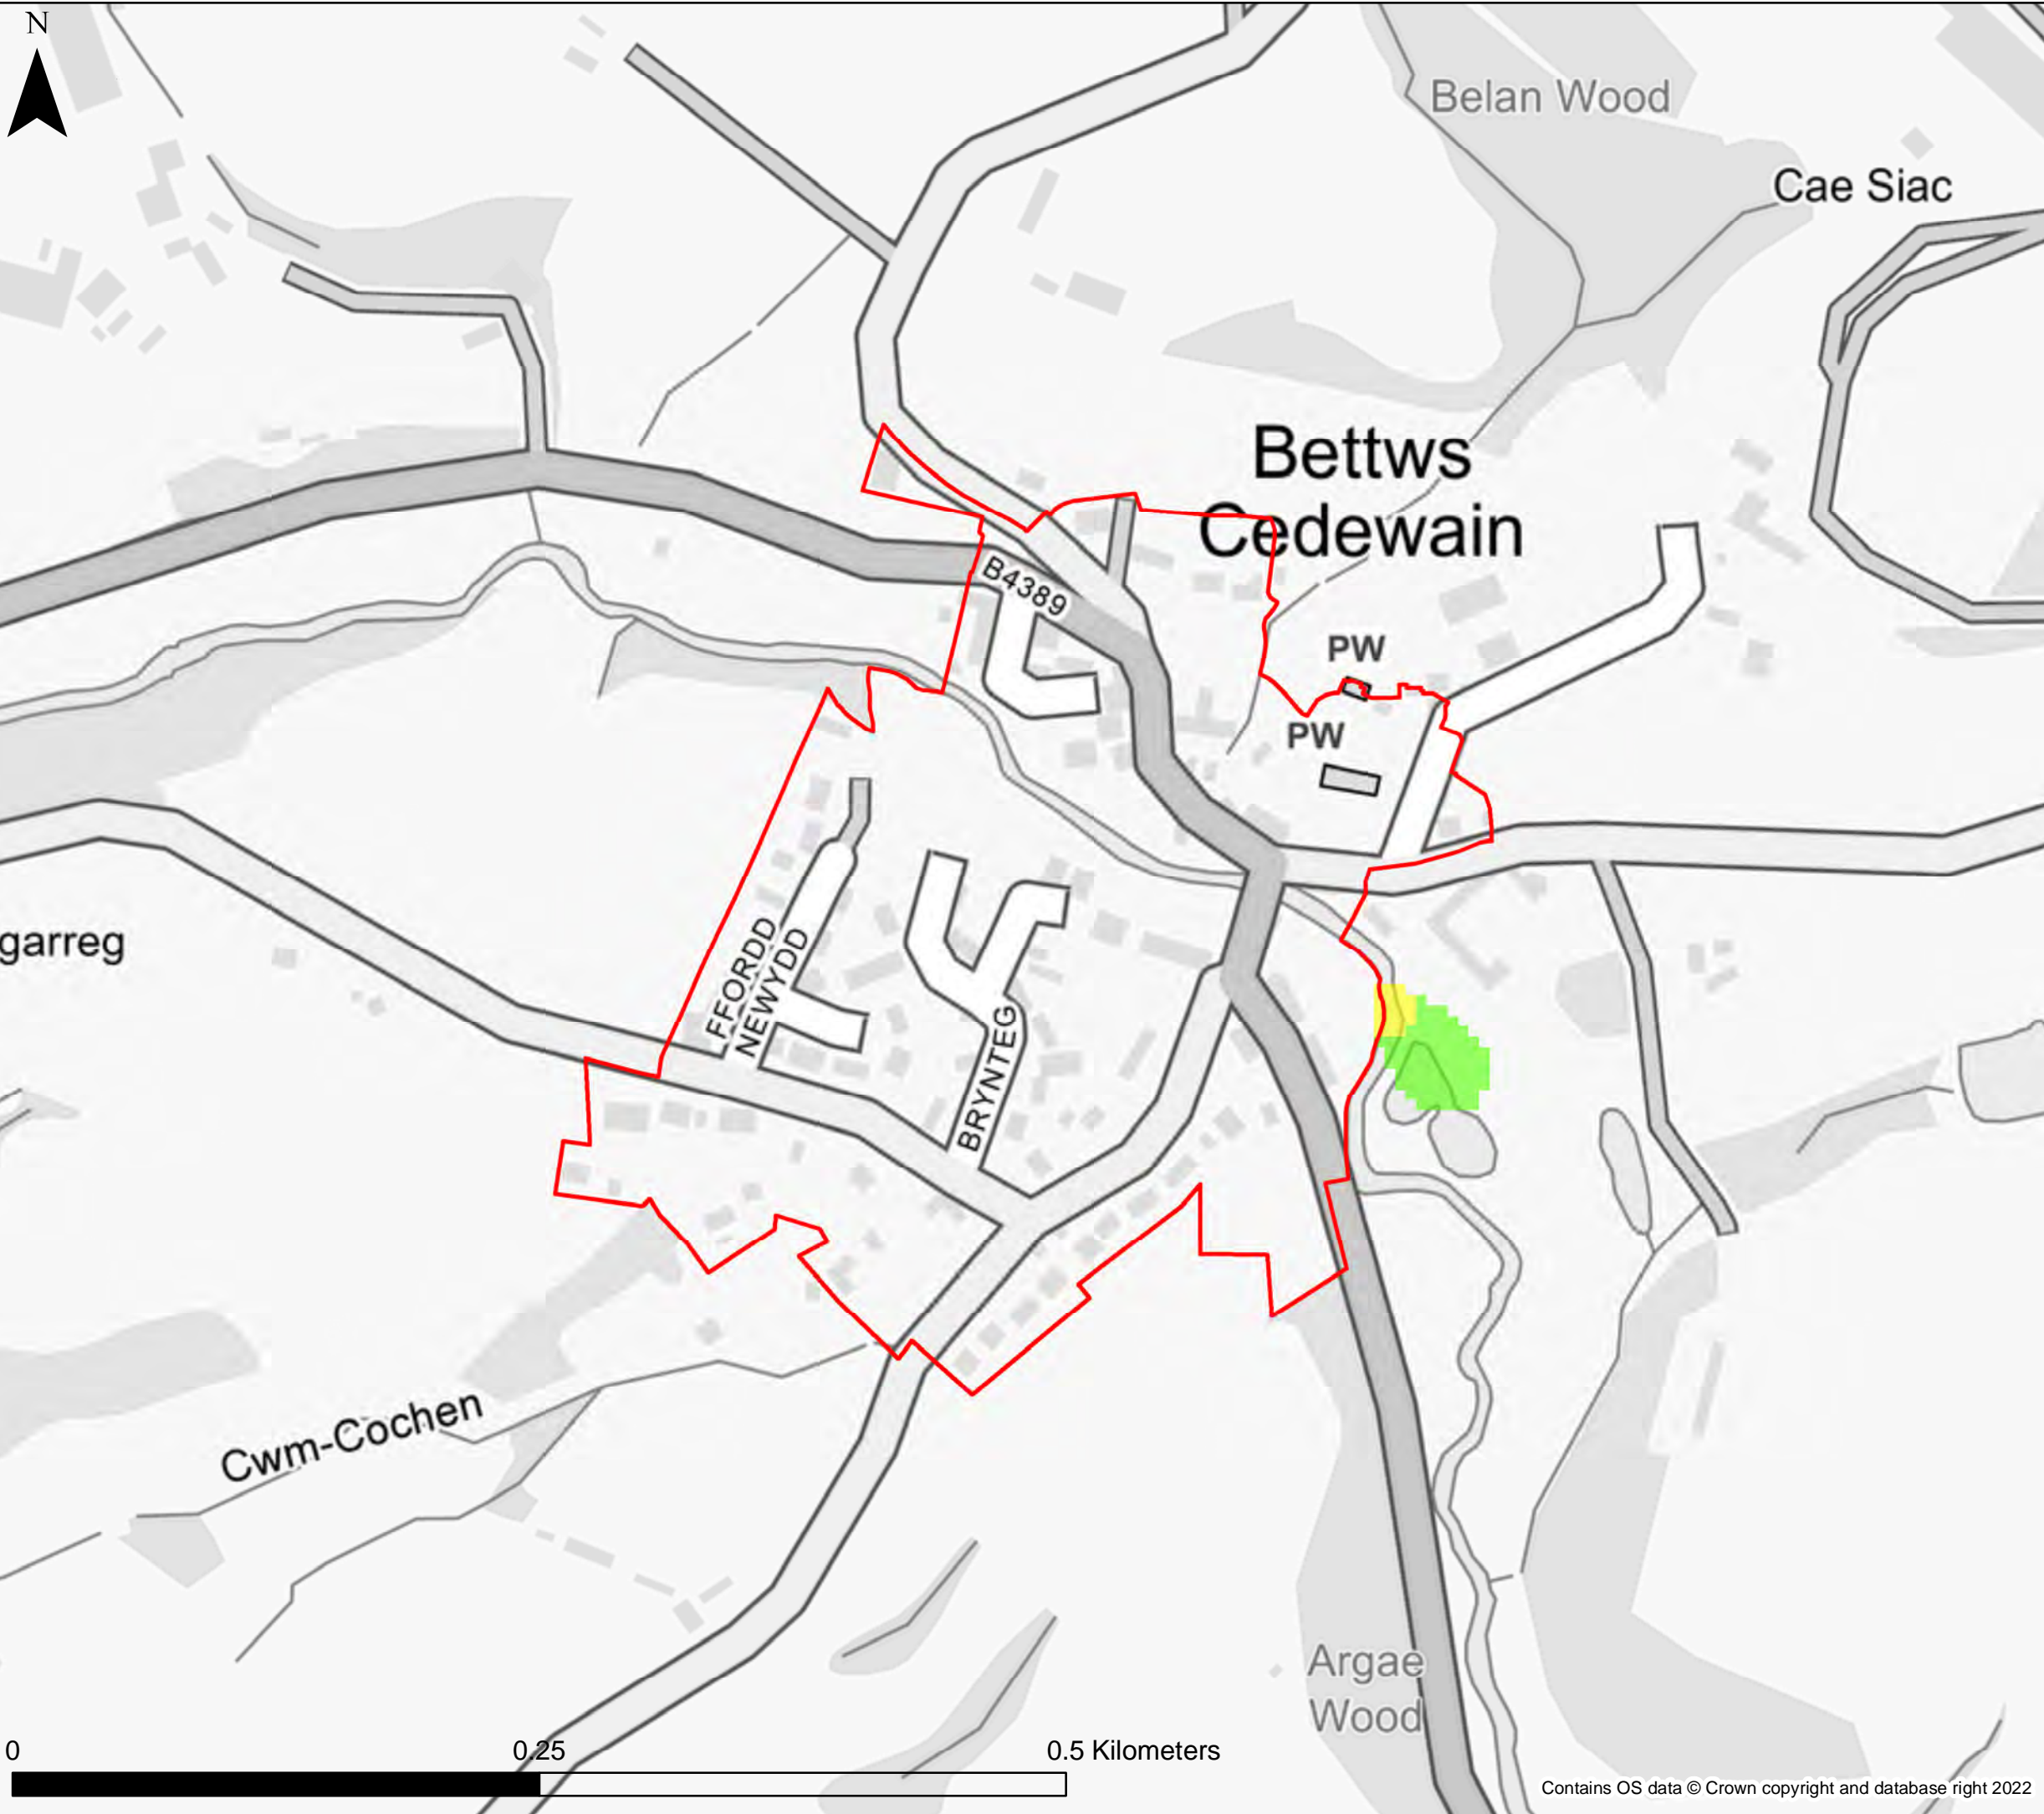 N
Belan Wood
Cae Siac
Bettws
Cedewain
B4389
PW
PW
garreg
FFORDD
NEWYDD
BRYNTEG
Cwm-Cochen
Argae
Wood
0 0.25 0.5 Kilometers
Contains OS data © Crown copyright and database right 2022